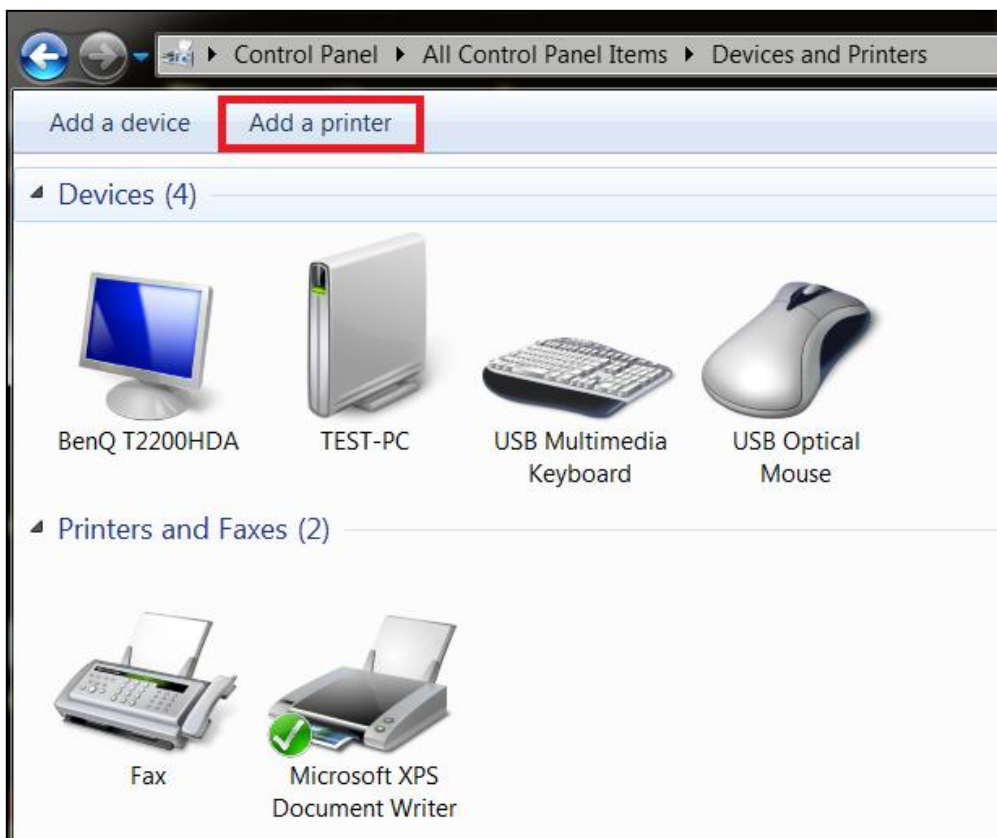 Control Panel ▸ All Control Panel Items ▸ Devices and Printers
Add a device Add a printer
Devices (4)
BenQ T2200HDA
TEST-PC
USB Multimedia
Keyboard
USB Optical
Mouse
Printers and Faxes (2)
Fax
Microsoft XPS
Document Writer